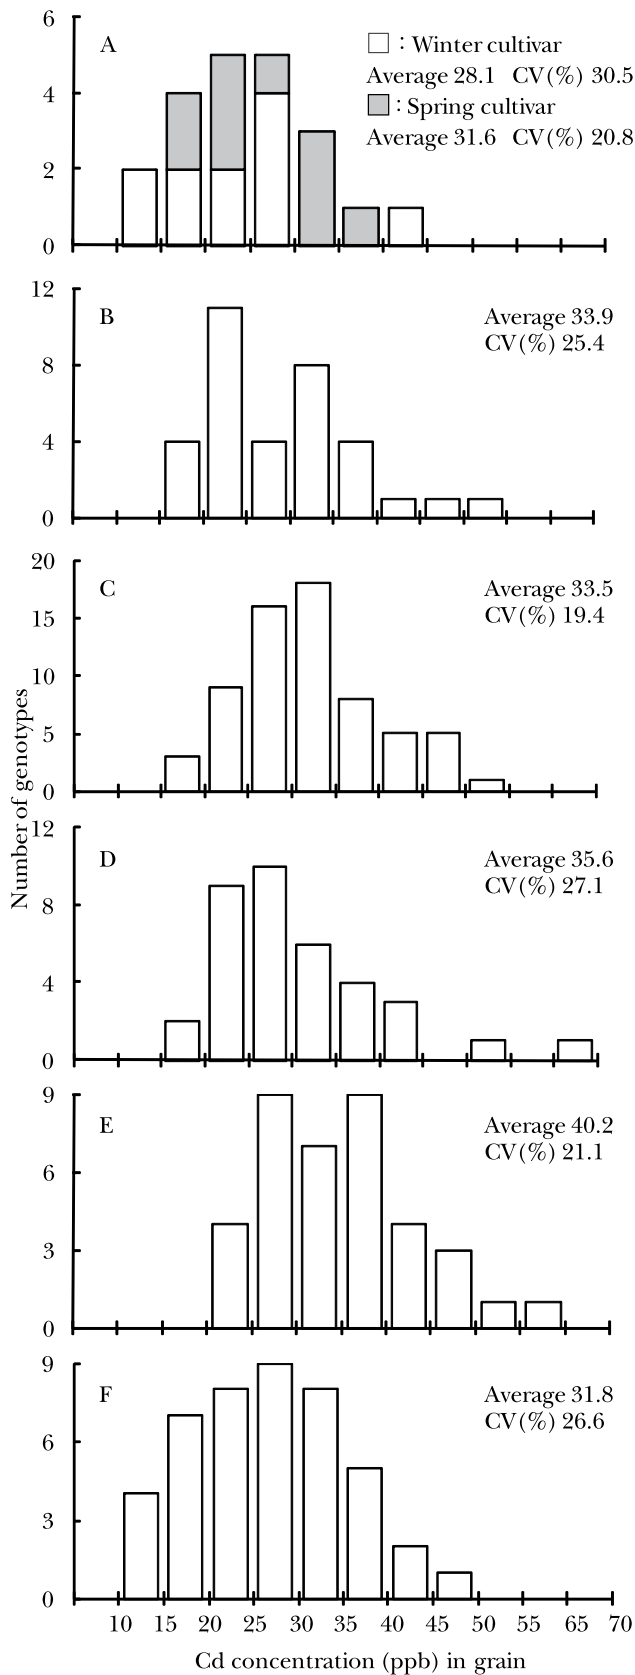 6
4
2
0
A
: Winter cultivar
Average 28.1 CV(%) 30.5
: Spring cultivar
Average 31.6 CV(%) 20.8
12
8
4
0
B
Average 33.9
CV(%) 25.4
20
15
10
5
0
C
Average 33.5
CV(%) 19.4
Number of genotypes
12
8
4
0
D
Average 35.6
CV(%) 27.1
9
6
3
0
E
Average 40.2
CV(%) 21.1
9
6
3
0
F
Average 31.8
CV(%) 26.6
10 15 20 25 30 35 40 45 50 55 60 65 70
Cd concentration (ppb) in grain